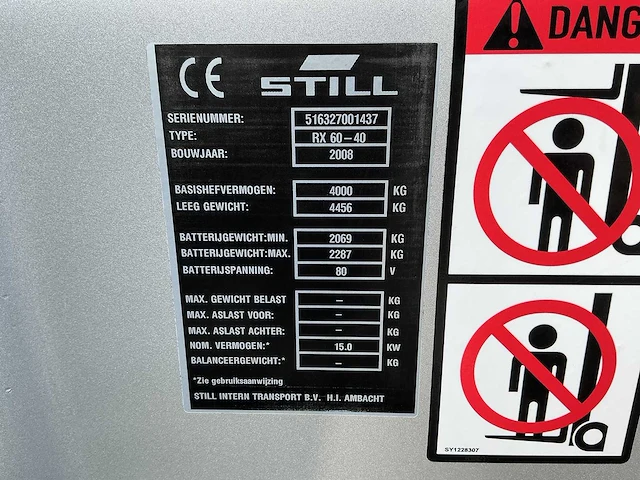 CE STILL
SERIENUMMER: 516327001437
TYPE: RX 60-40
BOUWJAAR: 2008
BASISHEFVERMOGEN: 4000 KG
LEEG GEWICHT: 4456 KG
BATTERIJGEWICHT:MIN. 2069 KG
BATTERIJGEWICHT:MAX. 2287 KG
BATTERIJSPANNING: 80 V
MAX. GEWICHT BELAST – KG
MAX. ASLAST VOOR: – KG
MAX. ASLAST ACHTER: – KG
NOM. VERMOGEN:* 15.0 KW
BALANCEERGEWICHT:* – KG
*Zie gebruiksaanwijzing
STILL INTERN TRANSPORT B.V. H.I. AMBACHT
DANG
SY1228307